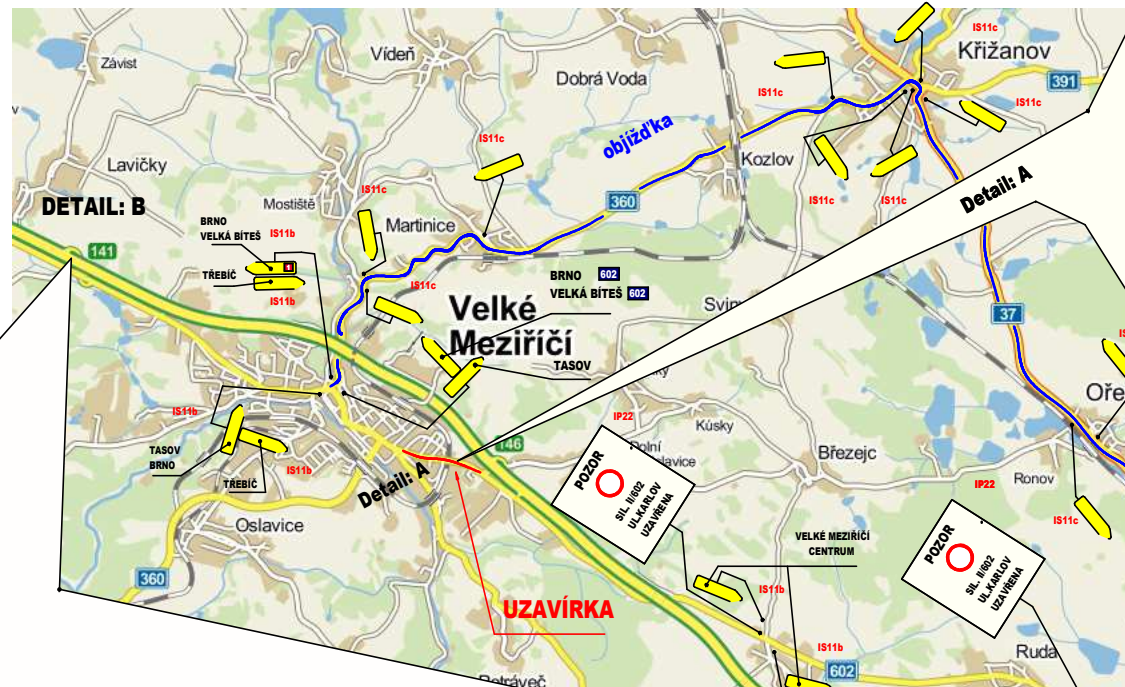 IS11c
Křižanov
Vídeň
Závist
Dobrá Voda
IS11c
391
IS11c
IS11c
objížďka
Kozlov
Lavičky
Mostiště
IS11c
360
IS11c
IS11c
DETAIL: B
Detail: A
BRNO
VELKÁ BÍTEŠ
IS11b
Martinice
141
1
TŘEBÍČ
IS11b
IS11c
BRNO 602
VELKÁ BÍTEŠ 602
Velké
Meziříčí
37
TASOV
IS11b
IP22
146
Kúsky
Březejc
TASOV
BRNO
TŘEBÍČ
IS11b
Detail: A
POZOR
SIL. II/602
UL.KARLOV
UZAVŘENA
IP22
Ronov
IS11c
Oslavice
VELKÉ MEZIŘÍČÍ
CENTRUM
POZOR
SIL. II/602
UL.KARLOV
UZAVŘENA
360
IS11b
UZAVÍRKA
IS11b
602
Ruda